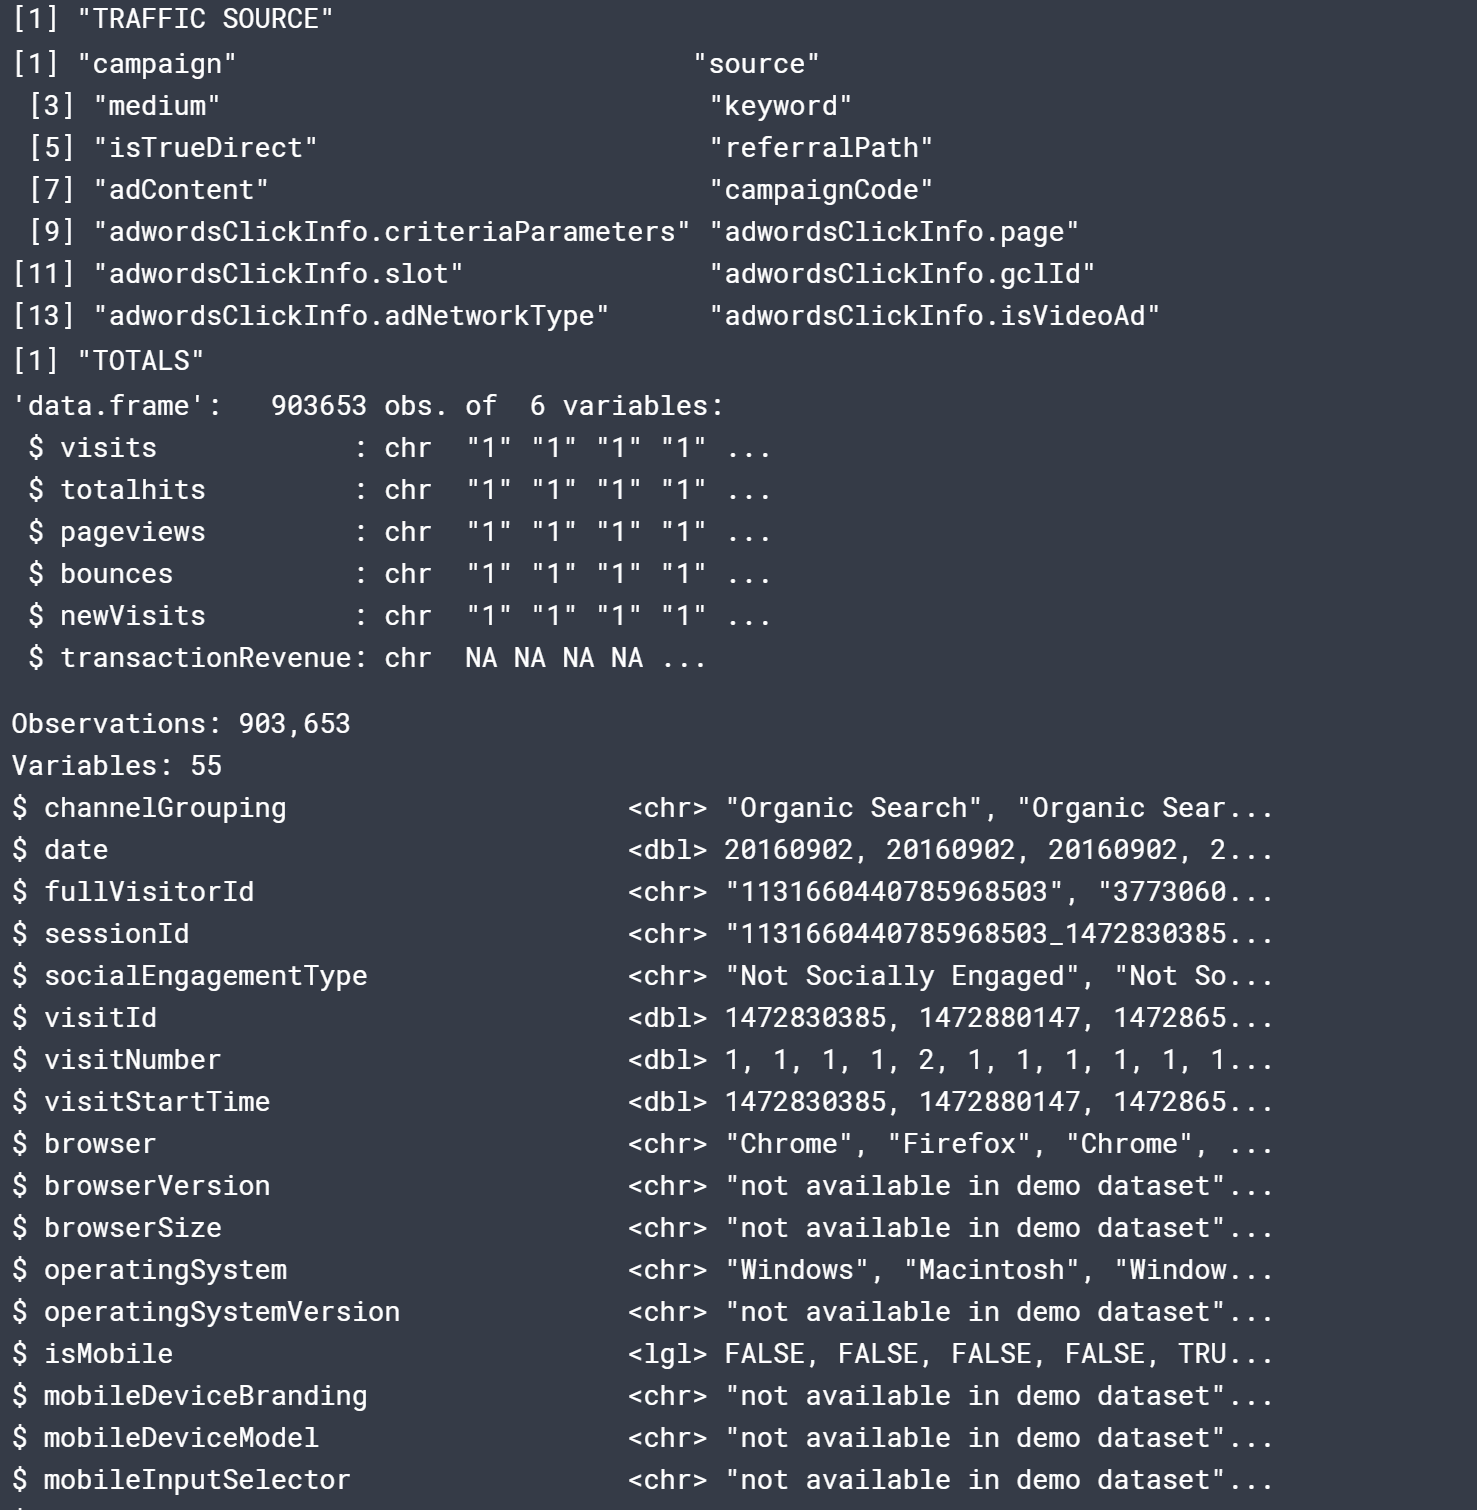 [1] "TRAFFIC SOURCE"
[1] "campaign" "source"
[3] "medium" "keyword"
[5] "isTrueDirect" "referralPath"
[7] "adContent" "campaignCode"
[9] "adwordsClickInfo.criteriaParameters" "adwordsClickInfo.page"
[11] "adwordsClickInfo.slot" "adwordsClickInfo.gclId"
[13] "adwordsClickInfo.adNetworkType" "adwordsClickInfo.isVideoAd"
[1] "TOTALS"
'data.frame': 903653 obs. of 6 variables:
$ visits : chr "1" "1" "1" "1" ...
$ totalhits : chr "1" "1" "1" "1" ...
$ pageviews : chr "1" "1" "1" "1" ...
$ bounces : chr "1" "1" "1" "1" ...
$ newVisits : chr "1" "1" "1" "1" ...
$ transactionRevenue: chr NA NA NA NA ...
Observations: 903,653
Variables: 55
$ channelGrouping <chr> "Organic Search", "Organic Sear...
$ date <dbl> 20160902, 20160902, 20160902, 2...
$ fullVisitorId <chr> "1131660440785968503", "3773060...
$ sessionId <chr> "1131660440785968503_1472830385...
$ socialEngagementType <chr> "Not Socially Engaged", "Not So...
$ visitId <dbl> 1472830385, 1472880147, 1472865...
$ visitNumber <dbl> 1, 1, 1, 1, 2, 1, 1, 1, 1, 1, 1...
$ visitStartTime <dbl> 1472830385, 1472880147, 1472865...
$ browser <chr> "Chrome", "Firefox", "Chrome", ...
$ browserVersion <chr> "not available in demo dataset"...
$ browserSize <chr> "not available in demo dataset"...
$ operatingSystem <chr> "Windows", "Macintosh", "Window...
$ operatingSystemVersion <chr> "not available in demo dataset"...
$ isMobile <lgl> FALSE, FALSE, FALSE, FALSE, TRU...
$ mobileDeviceBranding <chr> "not available in demo dataset"...
$ mobileDeviceModel <chr> "not available in demo dataset"...
$ mobileInputSelector <chr> "not available in demo dataset"...